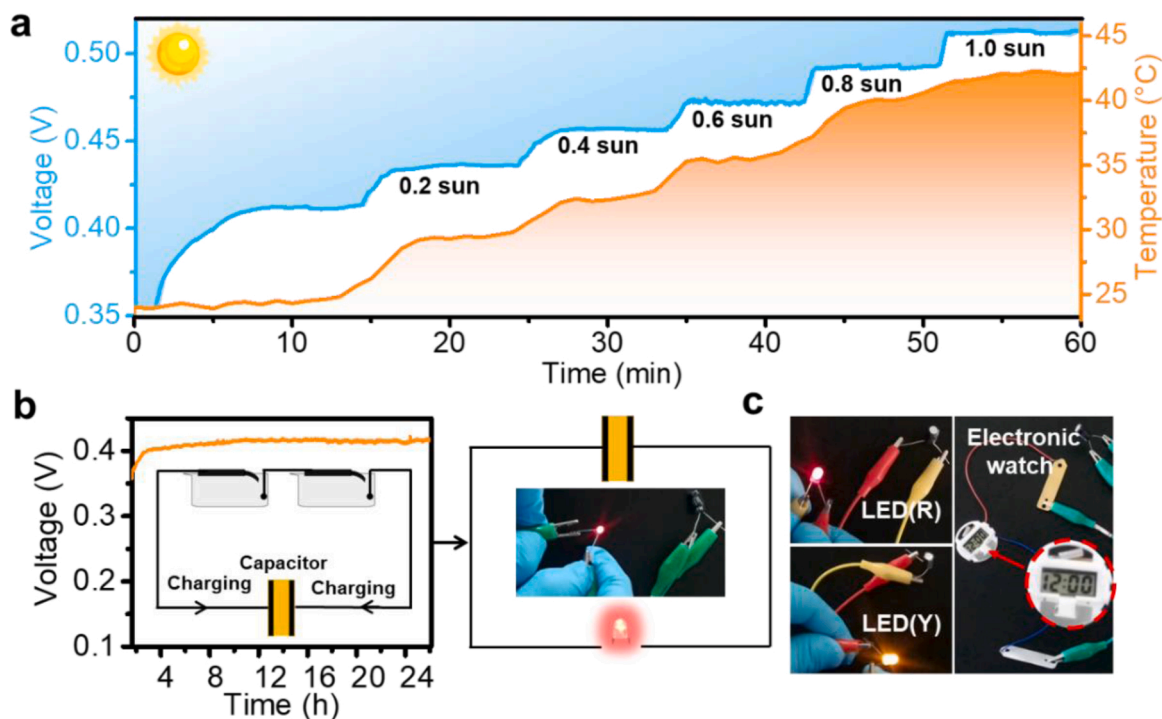 a
Voltage (V)
0.50
0.45
0.40
0.35
0.2 sun
0.4 sun
0.6 sun
0.8 sun
1.0 sun
45
40
35
30
25
Temperature (°C)
0 10 20 30 40 50 60
Time (min)
b
Voltage (V)
0.4
0.3
0.2
0.1
Capacitor
Charging
Charging
4 8 12 16 20 24
Time (h)
c
LED(R)
LED(Y)
Electronic
watch
12:00